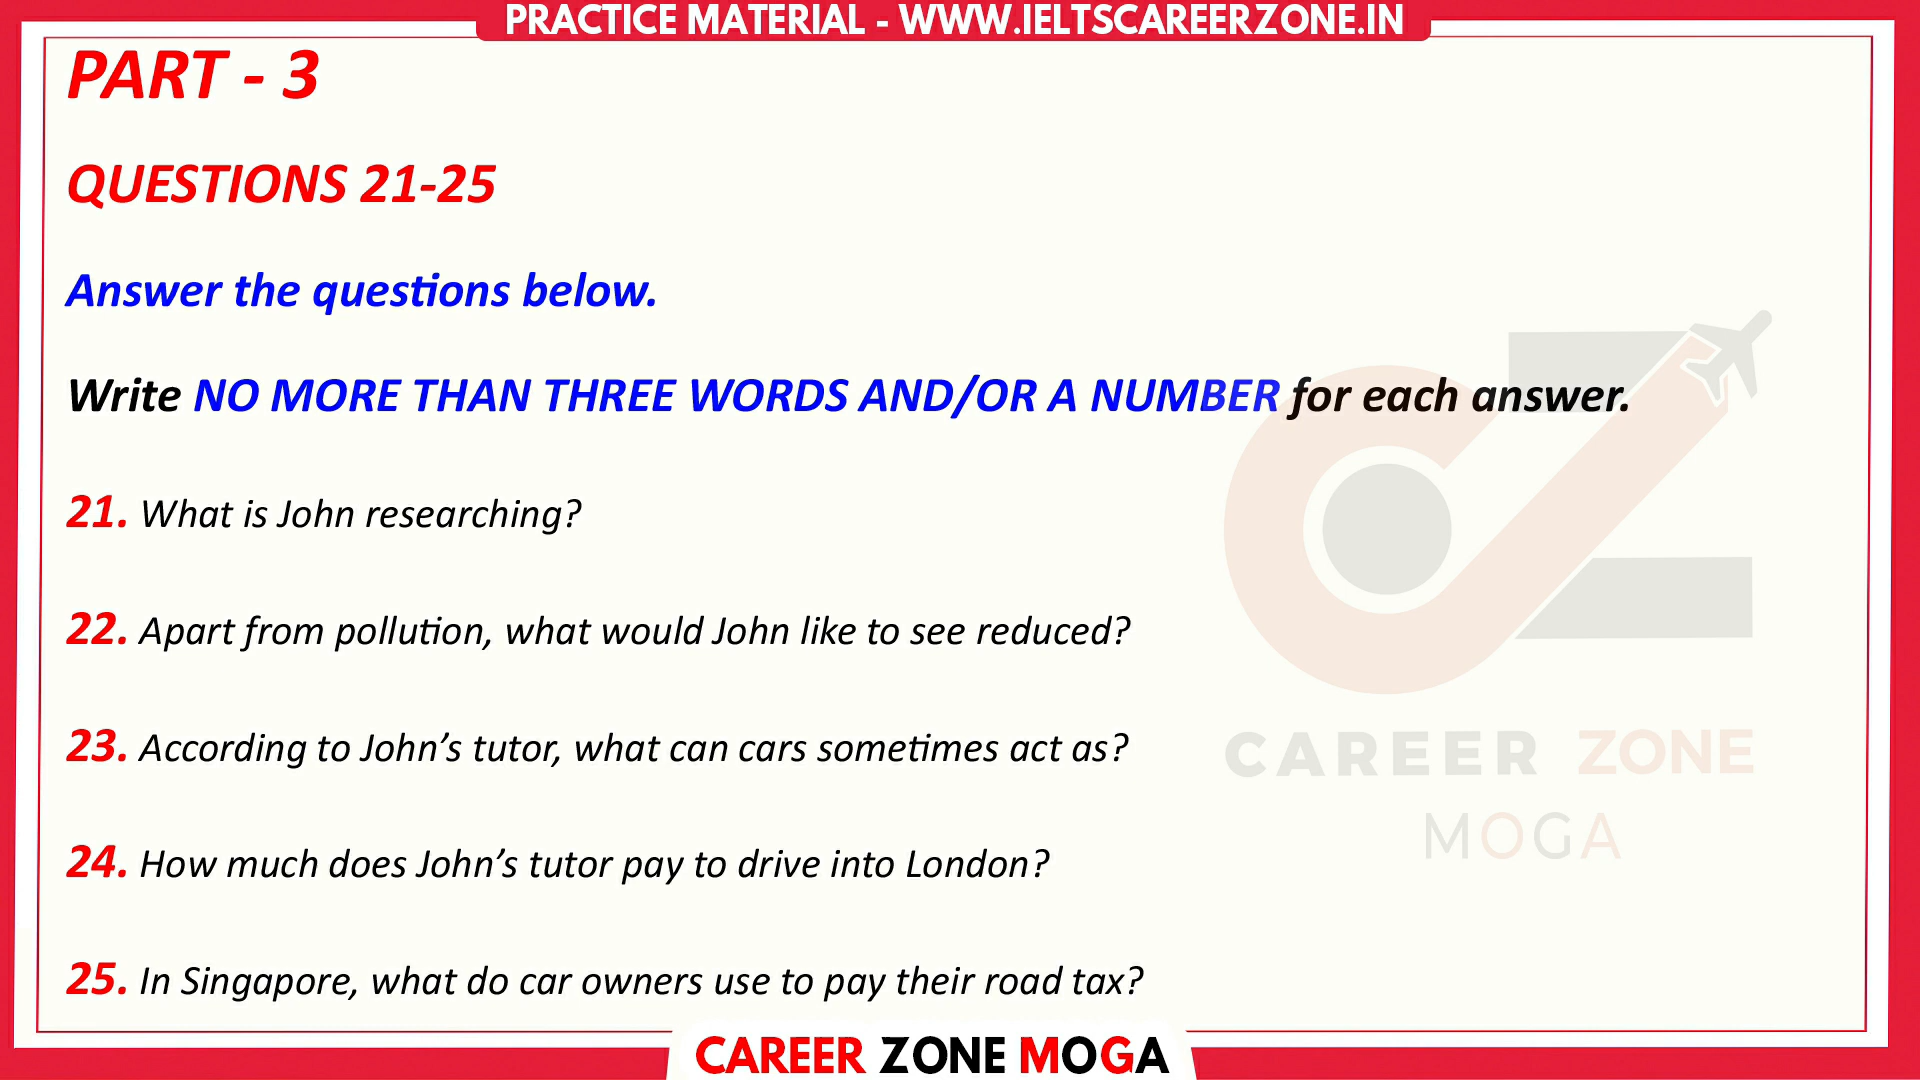 PRACTICE MATERIAL - WWW.IELTSCAREERZONE.IN
PART - 3
QUESTIONS 21-25
Answer the questions below.
Write NO MORE THAN THREE WORDS AND/OR A NUMBER for each answer.
21. What is John researching?
22. Apart from pollution, what would John like to see reduced?
23. According to John’s tutor, what can cars sometimes act as?
CAREER ZONE
MOGA
24. How much does John’s tutor pay to drive into London?
25. In Singapore, what do car owners use to pay their road tax?
CAREER ZONE MOGA